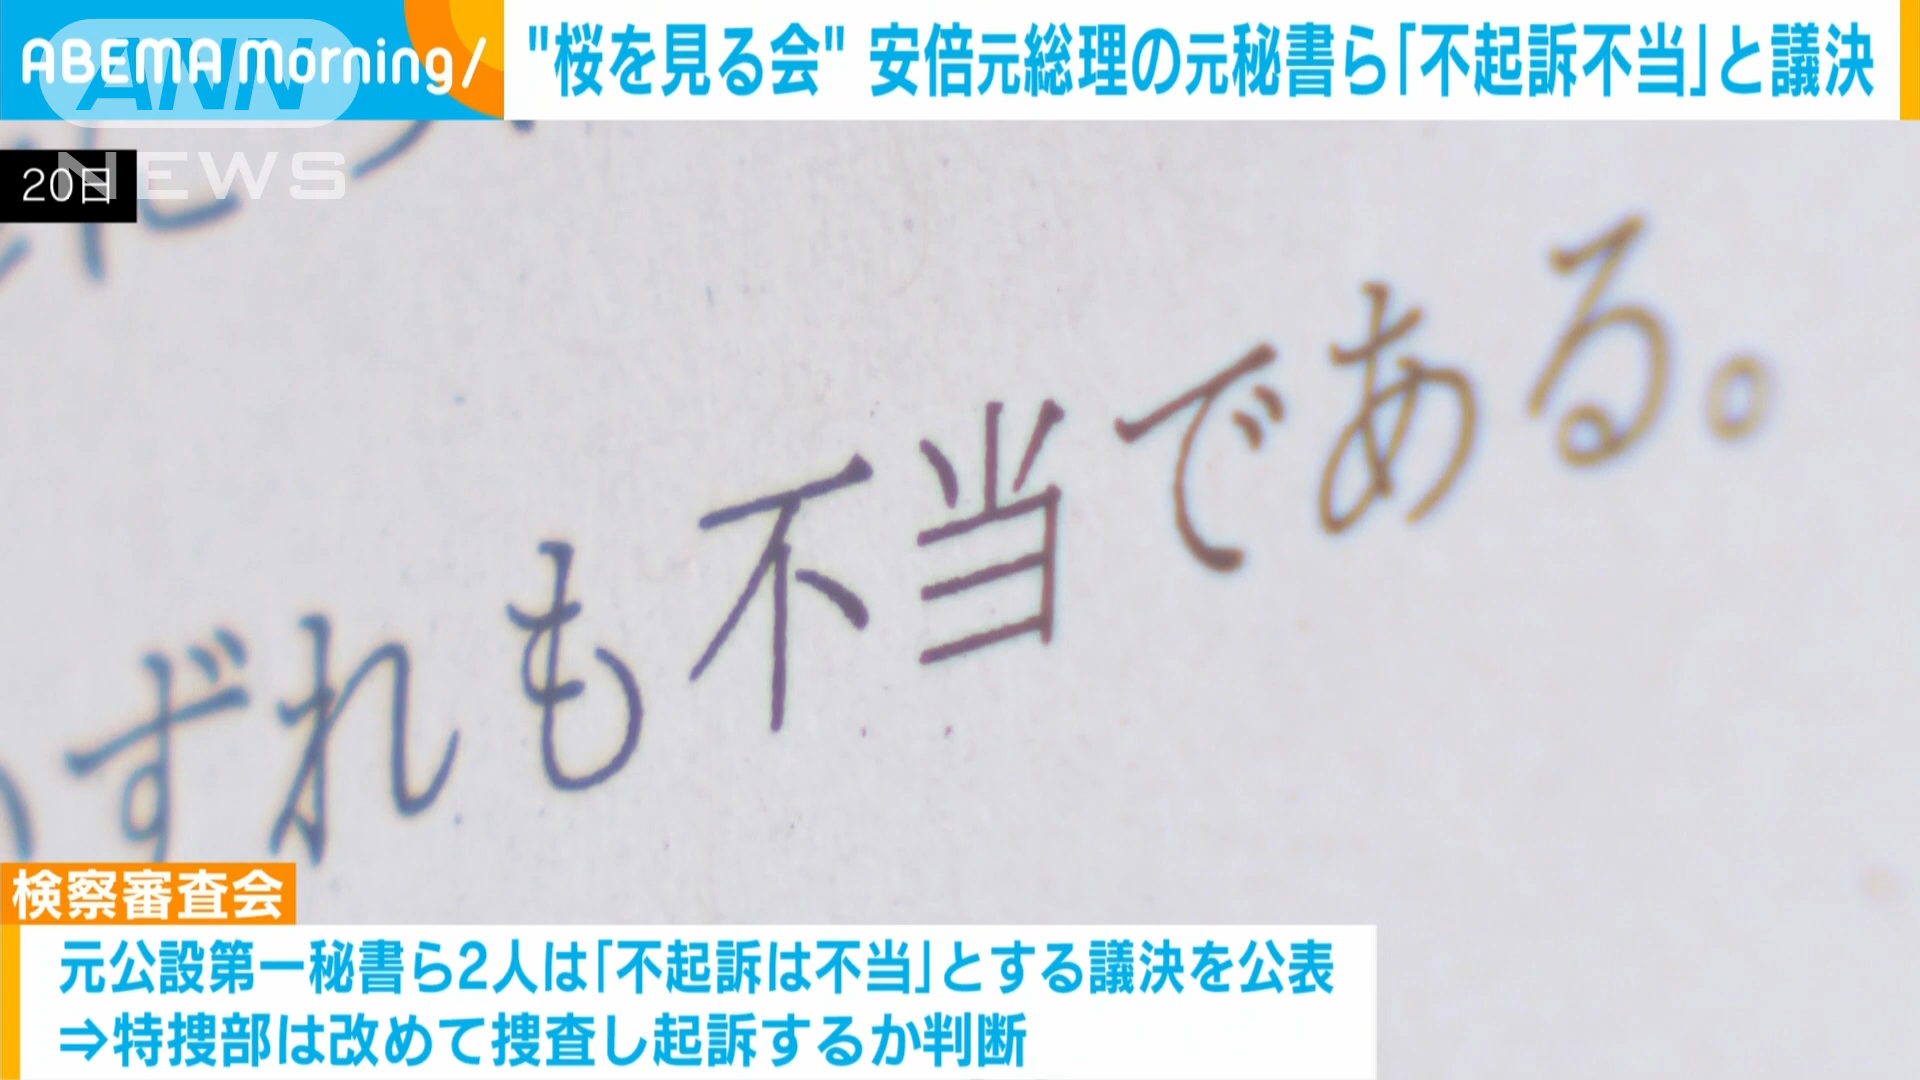 ABEMA Morning/
ANN
NEWS
"桜を見る会" 安倍元総理の元秘書ら「不起訴不当」と議決
20日
ずれも不当である。
検察審査会
元公設第一秘書ら2人は「不起訴は不当」とする議決を公表
⇒特捜部は改めて捜査し起訴するか判断